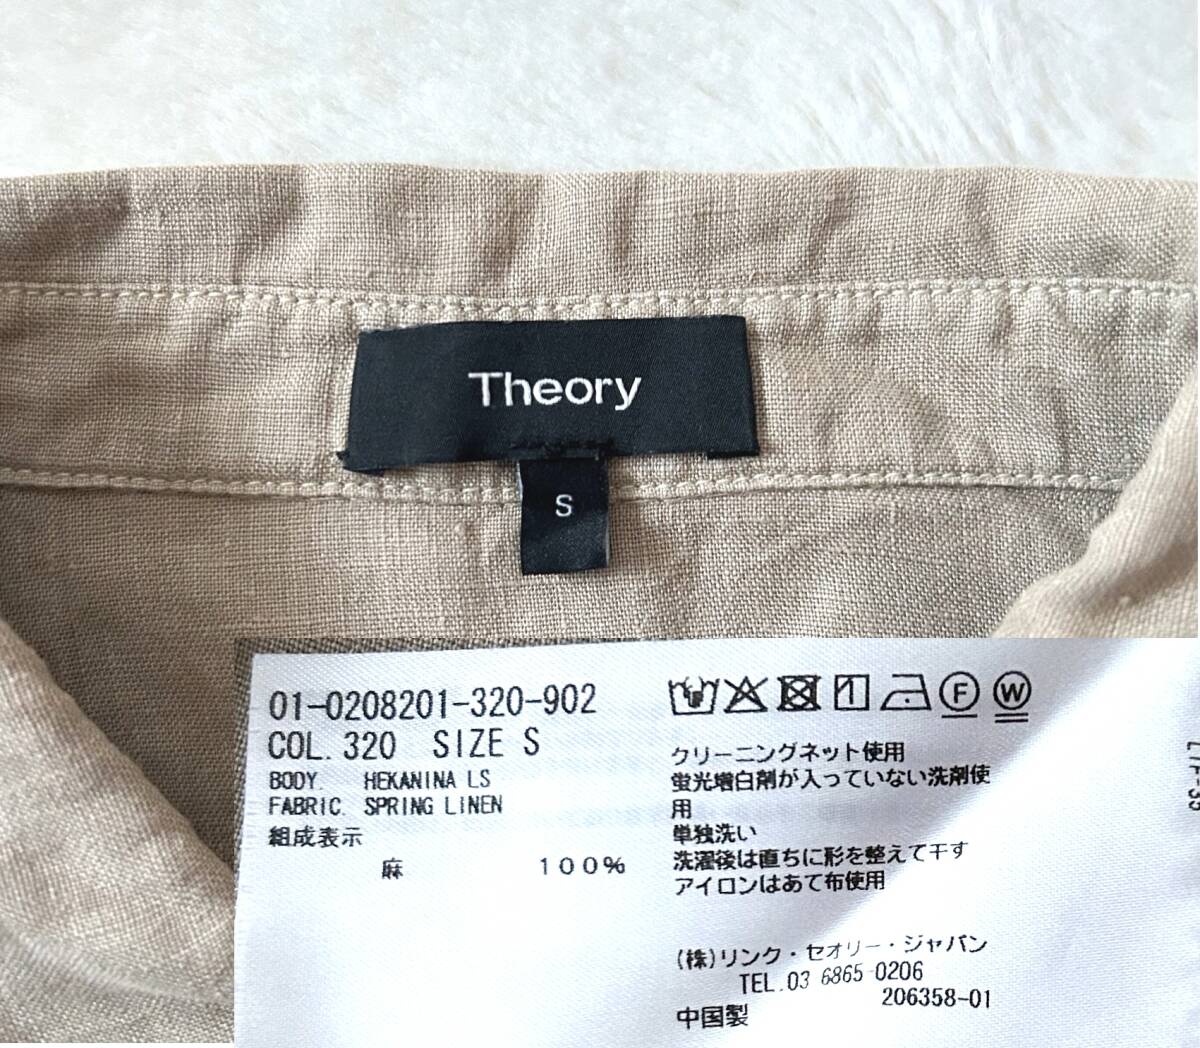 Theory
S
01-0208201-320-902
COL. 320 SIZE S
BODY. HEKANINA LS
FABRIC. SPRING LINEN
組成表示
麻 100%
F W
クリーニングネット使用
蛍光増白剤が入っていない洗剤使
用
単独洗い
洗濯後は直ちに形を整えて干す
アイロンはあて布使用
(株)リンク・セオリー・ジャパン
TEL.03 6865-0206
206358-01
中国製